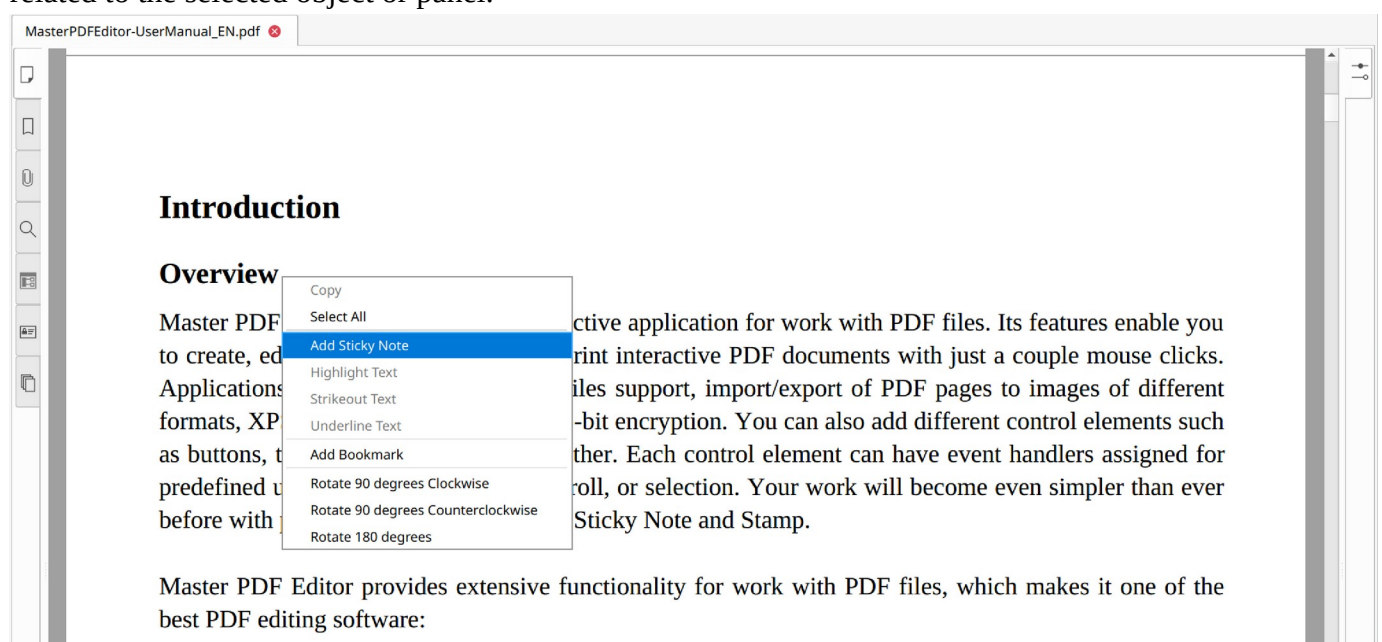 related to the selected object or panel.
MasterPDFEditor-UserManual_EN.pdf
Introduction
Overview
Copy
Select All
Add Sticky Note
Highlight Text
Strikeout Text
Underline Text
Add Bookmark
Rotate 90 degrees Clockwise
Rotate 90 degrees Counterclockwise
Rotate 180 degrees
Master PDF ctive application for work with PDF files. Its features enable you
to create, ed rint interactive PDF documents with just a couple mouse clicks.
Applications iles support, import/export of PDF pages to images of different
formats, XP -bit encryption. You can also add different control elements such
as buttons, t ther. Each control element can have event handlers assigned for
predefined u roll, or selection. Your work will become even simpler than ever
before with Sticky Note and Stamp.
Master PDF Editor provides extensive functionality for work with PDF files, which makes it one of the
best PDF editing software: